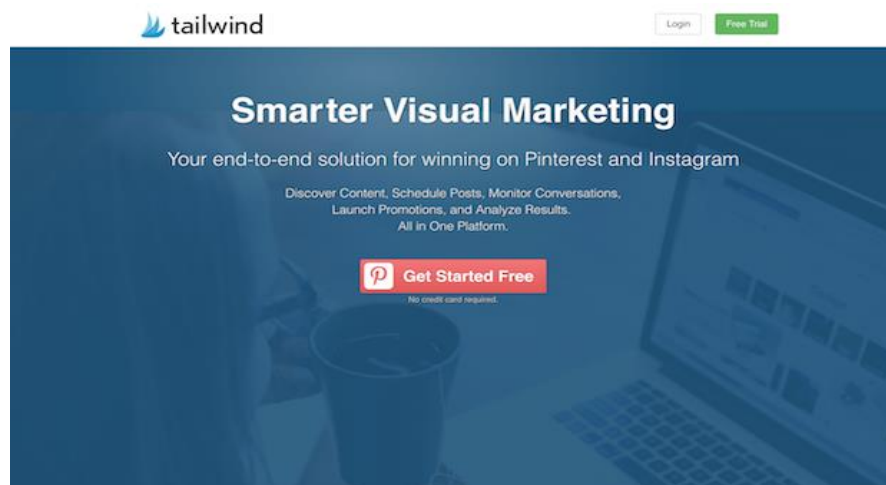 tailwind
Login
Free Trial
Smarter Visual Marketing
Your end-to-end solution for winning on Pinterest and Instagram
Discover Content, Schedule Posts, Monitor Conversations,
Launch Promotions, and Analyze Results.
All in One Platform.
Get Started Free
No credit card required.